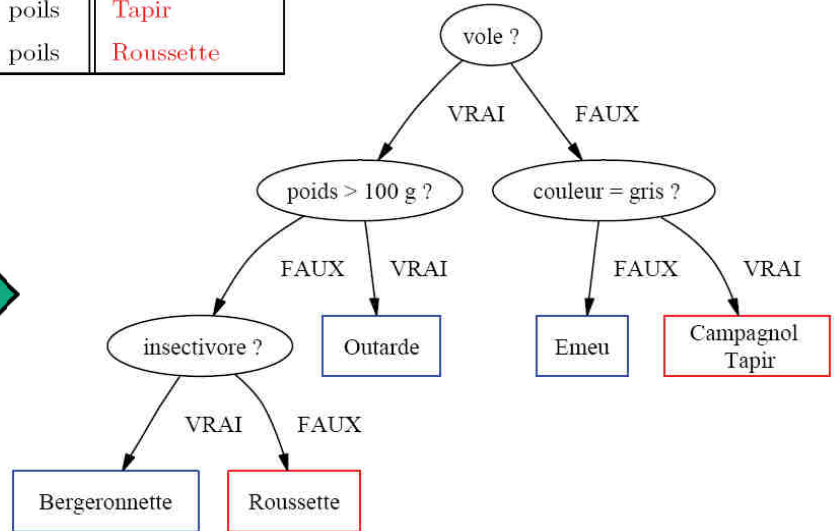 poils Tapir
poils Roussette
vole ?
VRAI FAUX
poids > 100 g ? couleur = gris ?
FAUX VRAI FAUX VRAI
insectivore ? Outarde Emeu Campagnol
Tapir
VRAI FAUX
Bergeronnette Roussette